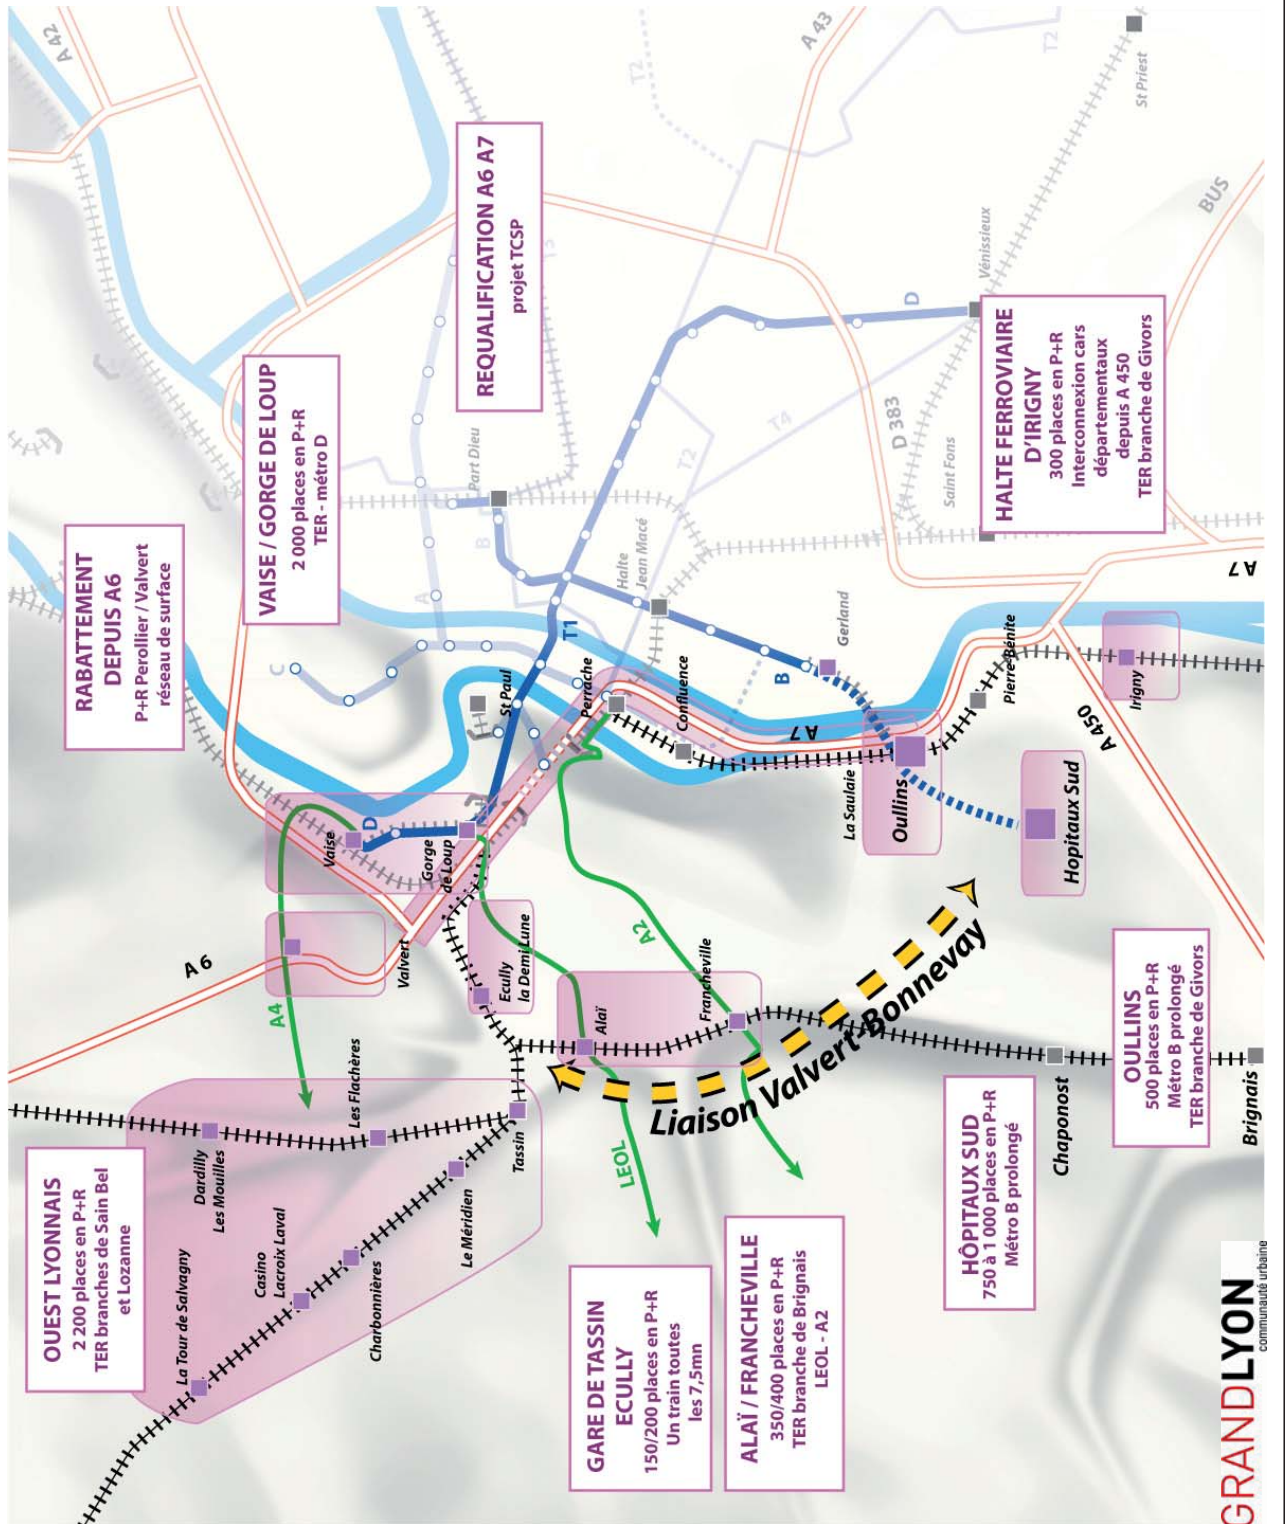 OUEST LYONNAIS
2 200 places en P+R
TER branches de Sain Bel
et Lozanne
RABATTEMENT
DEPUIS A6
P+R Perollier / Valvert
réseau de surface
VAISE / GORGE DE LOUP
2 000 places en P+R
TER - métro D
REQUALIFICATION A6 A7
projet TCSP
GARE DE TASSIN
ECULLY
150/200 places en P+R
Un train toutes
les 7,5mn
ALAÏ / FRANCHEVILLE
350/400 places en P+R
TER branche de Brignais
LEOL - A2
HÔPITAUX SUD
750 à 1 000 places en P+R
Métro B prolongé
OULLINS
500 places en P+R
Métro B prolongé
TER branche de Givors
HALTE FERROVIAIRE
D'IRIGNY
300 places en P+R
Interconnexion cars
départementaux
depuis A 450
TER branche de Givors
La Tour de Salvagny
Casino
Lacroix Laval
Charbonnières
Le Méridien
Tassin
Dardilly
Les Mouilles
Les Flachères
A4
A 6
Valvert
Vaise
D
Gorge
de Loup
Ecully
la Demi Lune
Alaï
Francheville
LEOL
A2
Liaison Valvert-Bonnevay
Chaponost
Brignais
St Paul
Perrache
Confluence
A7
La Saulaie
Oullins
Hopitaux Sud
Pierre-Bénite
Irigny
A 450
A7
Gerland
B
T1
Halte
Jean Macé
Part Dieu
B
A
C
T2
T4
T3
T2
T2
D
D 383
Saint Fons
Vénissieux
St Priest
BUS
A 42
A 43
GRANDLYON
communauté urbaine